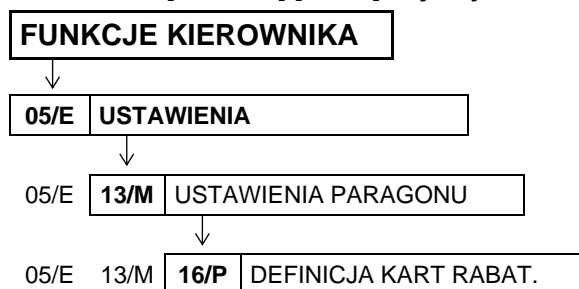 FUNKCJE KIEROWNIKA
05/E USTAWIENIA
05/E 13/M USTAWIENIA PARAGONU
05/E 13/M 16/P DEFINICJA KART RABAT.